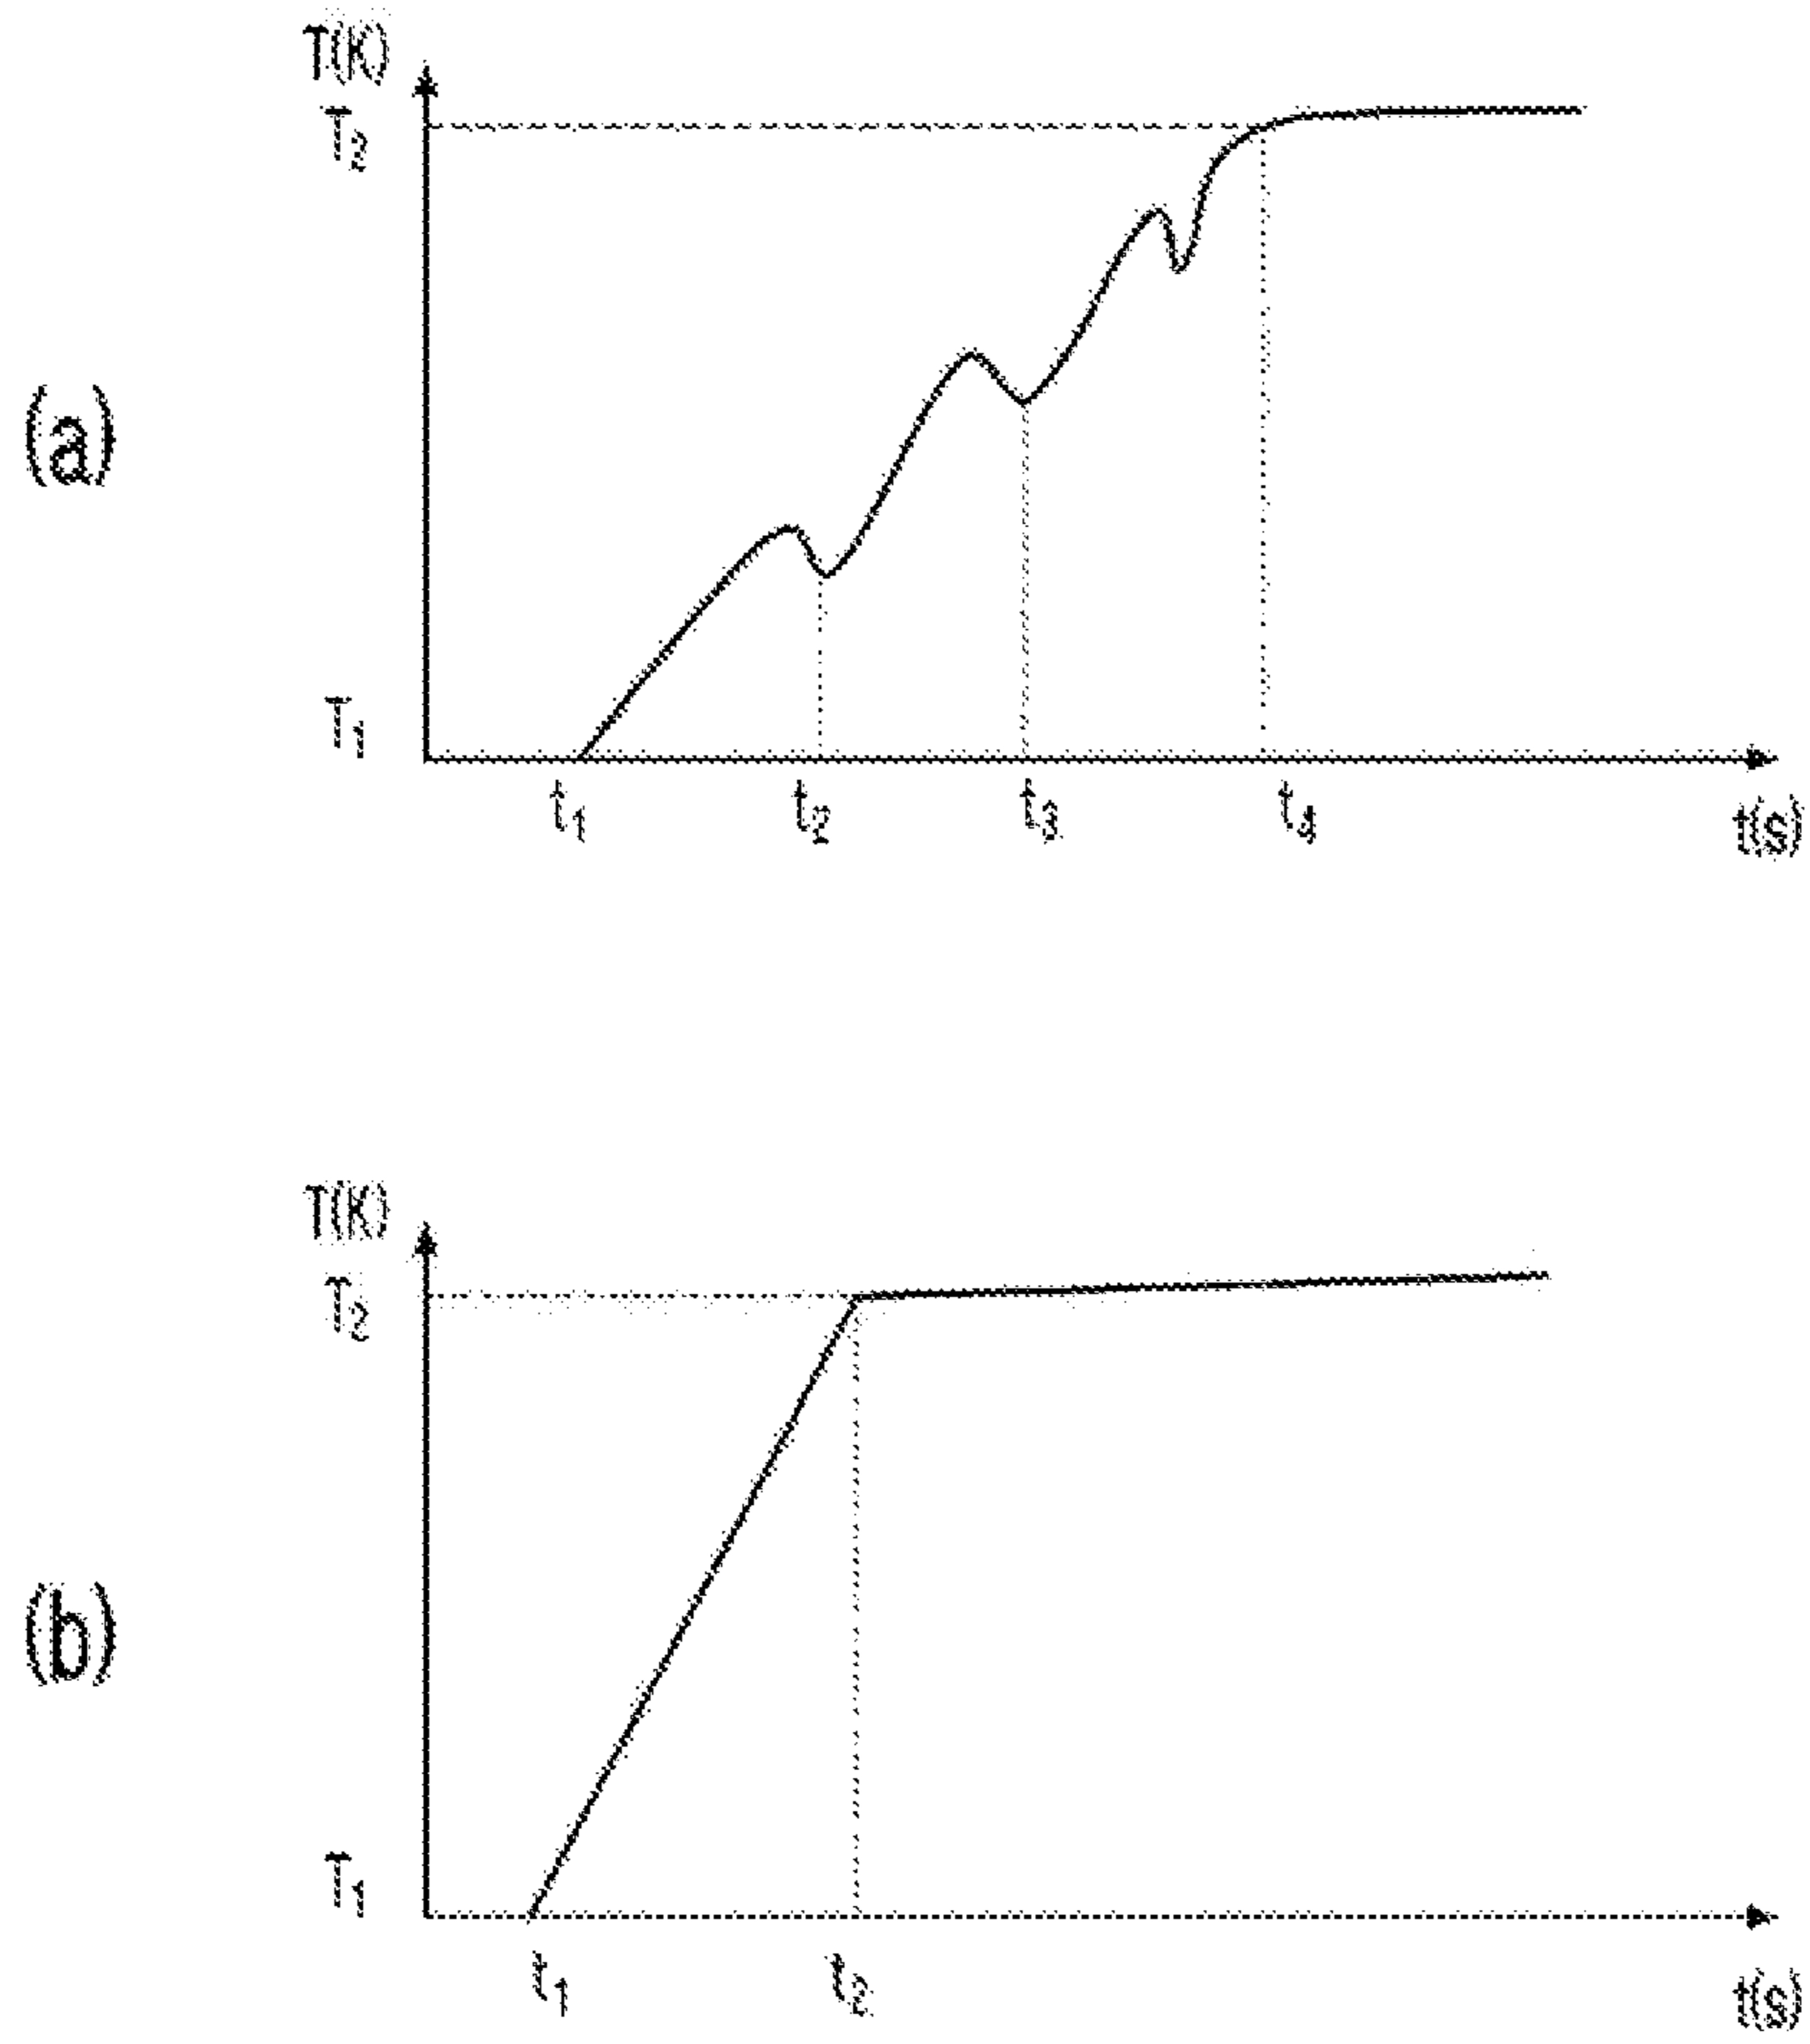 T(K)
T₂
(a)
T₁
t₁ t₂ t₃ t₄
t(s)
T(K)
T₂
(b)
T₁
t₁ t₂
t(s)